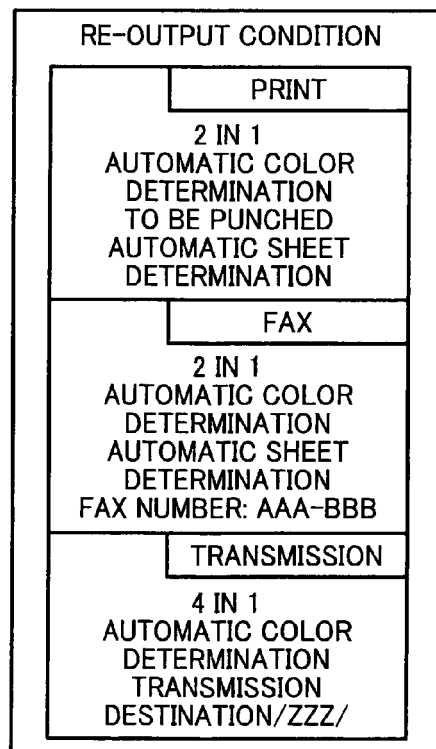 RE-OUTPUT CONDITION
PRINT
2 IN 1
AUTOMATIC COLOR
DETERMINATION
TO BE PUNCHED
AUTOMATIC SHEET
DETERMINATION
FAX
2 IN 1
AUTOMATIC COLOR
DETERMINATION
AUTOMATIC SHEET
DETERMINATION
FAX NUMBER: AAA-BBB
TRANSMISSION
4 IN 1
AUTOMATIC COLOR
DETERMINATION
TRANSMISSION
DESTINATION/ZZZ/